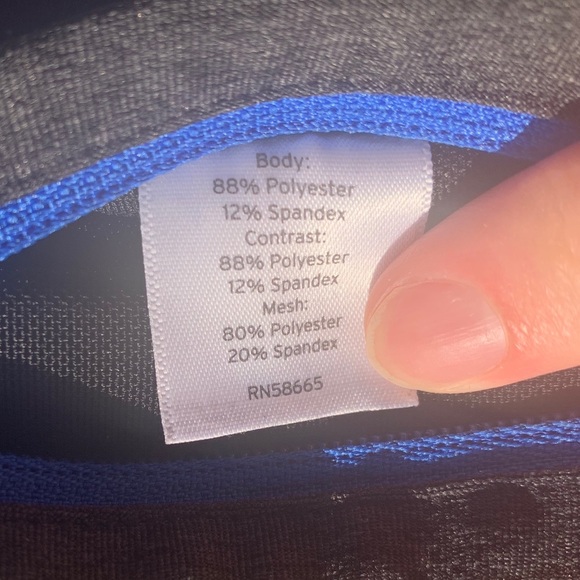 Body:
88% Polyester
12% Spandex
Contrast:
88% Polyester
12% Spandex
Mesh:
80% Polyester
20% Spandex
RN58665